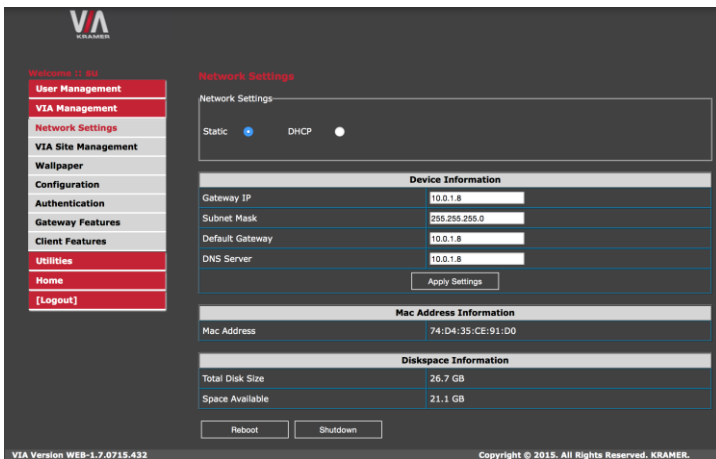 VIA
KRAMER
Welcome !! su
User Management
VIA Management
Network Settings
VIA Site Management
Wallpaper
Configuration
Authentication
Gateway Features
Client Features
Utilities
Home
[Logout]
Network Settings
Network Settings
Static DHCP
Device Information
Gateway IP 10.0.1.8
Subnet Mask 255.255.255.0
Default Gateway 10.0.1.8
DNS Server 10.0.1.8
Apply Settings
Mac Address Information
Mac Address 74:D4:35:CE:91:D0
Diskspace Information
Total Disk Size 26.7 GB
Space Available 21.1 GB
Reboot Shutdown
VIA Version WEB-1.7.0715.432 Copyright © 2015. All Rights Reserved. KRAMER.